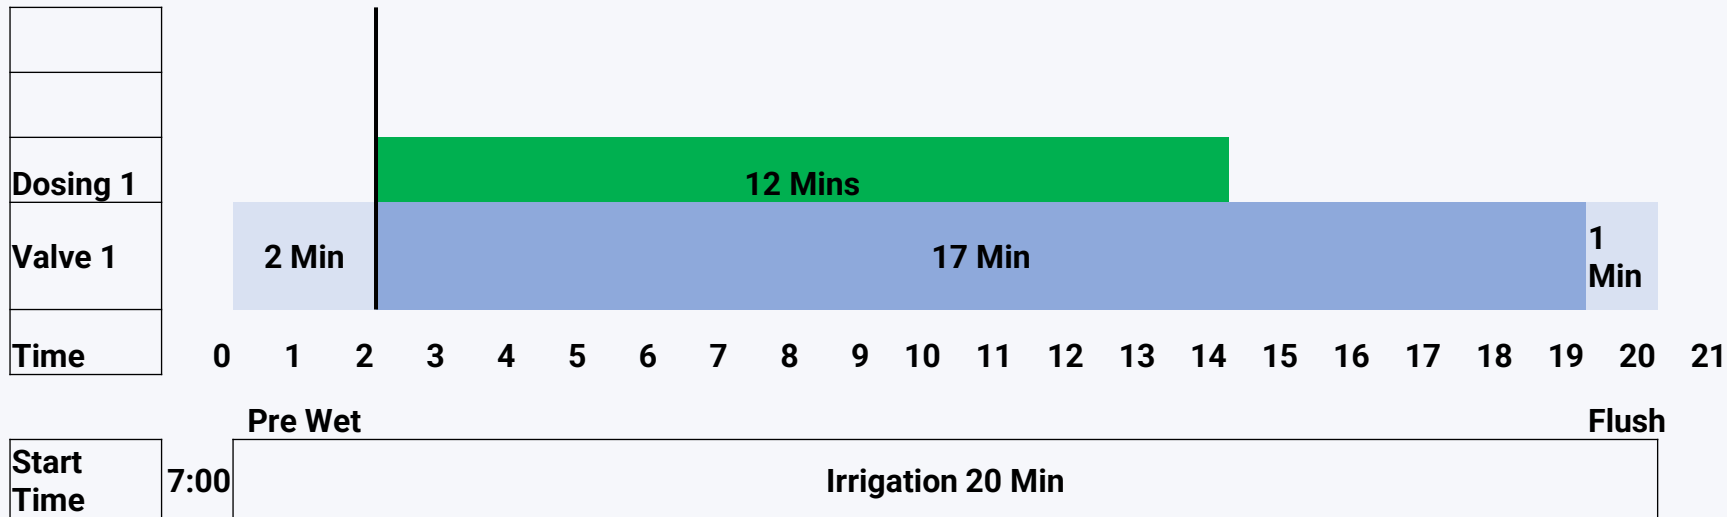 Dosing 1
12 Mins
Valve 1
2 Min
17 Min
1
Min
Time
0 1 2 3 4 5 6 7 8 9 10 11 12 13 14 15 16 17 18 19 20 21
Pre Wet
Flush
Start
Time
7:00
Irrigation 20 Min